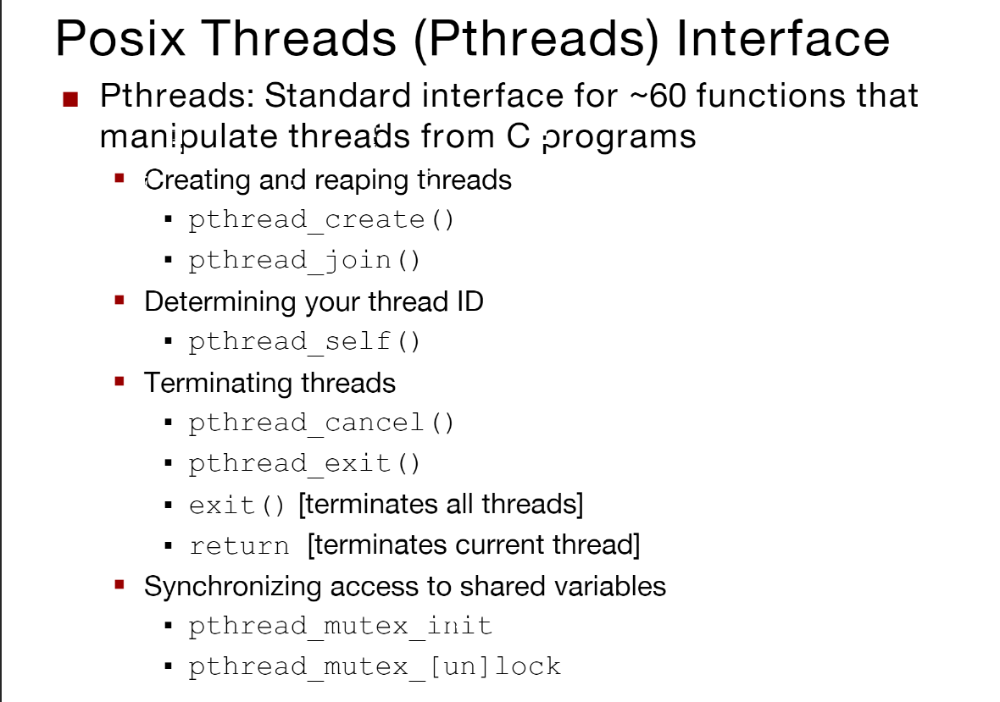 Posix Threads (Pthreads) Interface
Pthreads: Standard interface for ~60 functions that
manipulate threads from C programs
Creating and reaping threads
pthread_create()
pthread_join()
Determining your thread ID
pthread_self()
Terminating threads
pthread_cancel()
pthread_exit()
exit() [terminates all threads]
return [terminates current thread]
Synchronizing access to shared variables
pthread_mutex_init
pthread_mutex_[un]lock